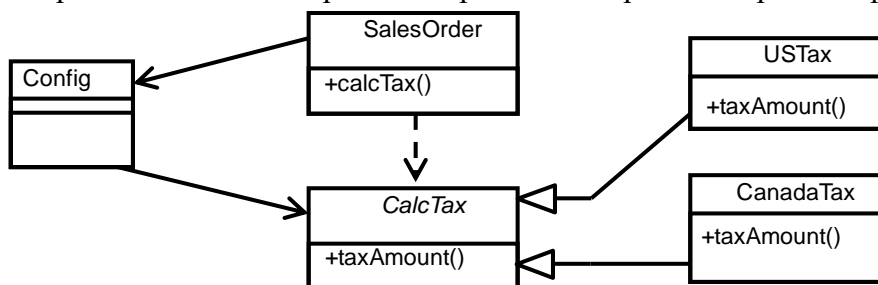 SalesOrder
+calcTax()
Config
USTax
+taxAmount()
CalcTax
+taxAmount()
CanadaTax
+taxAmount()